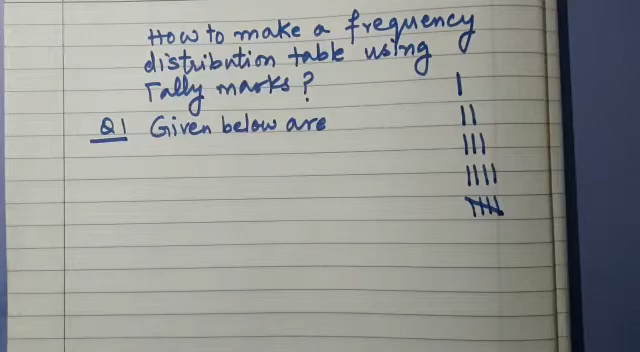 How to make a frequency
distribution table using
Tally marks?
Q1 Given below are
|
||
|||
||||